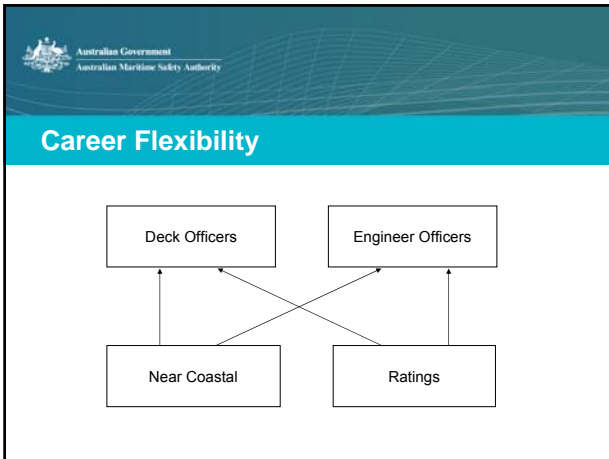 Australian Government
Australian Maritime Safety Authority
Career Flexibility
Deck Officers
Engineer Officers
Near Coastal
Ratings